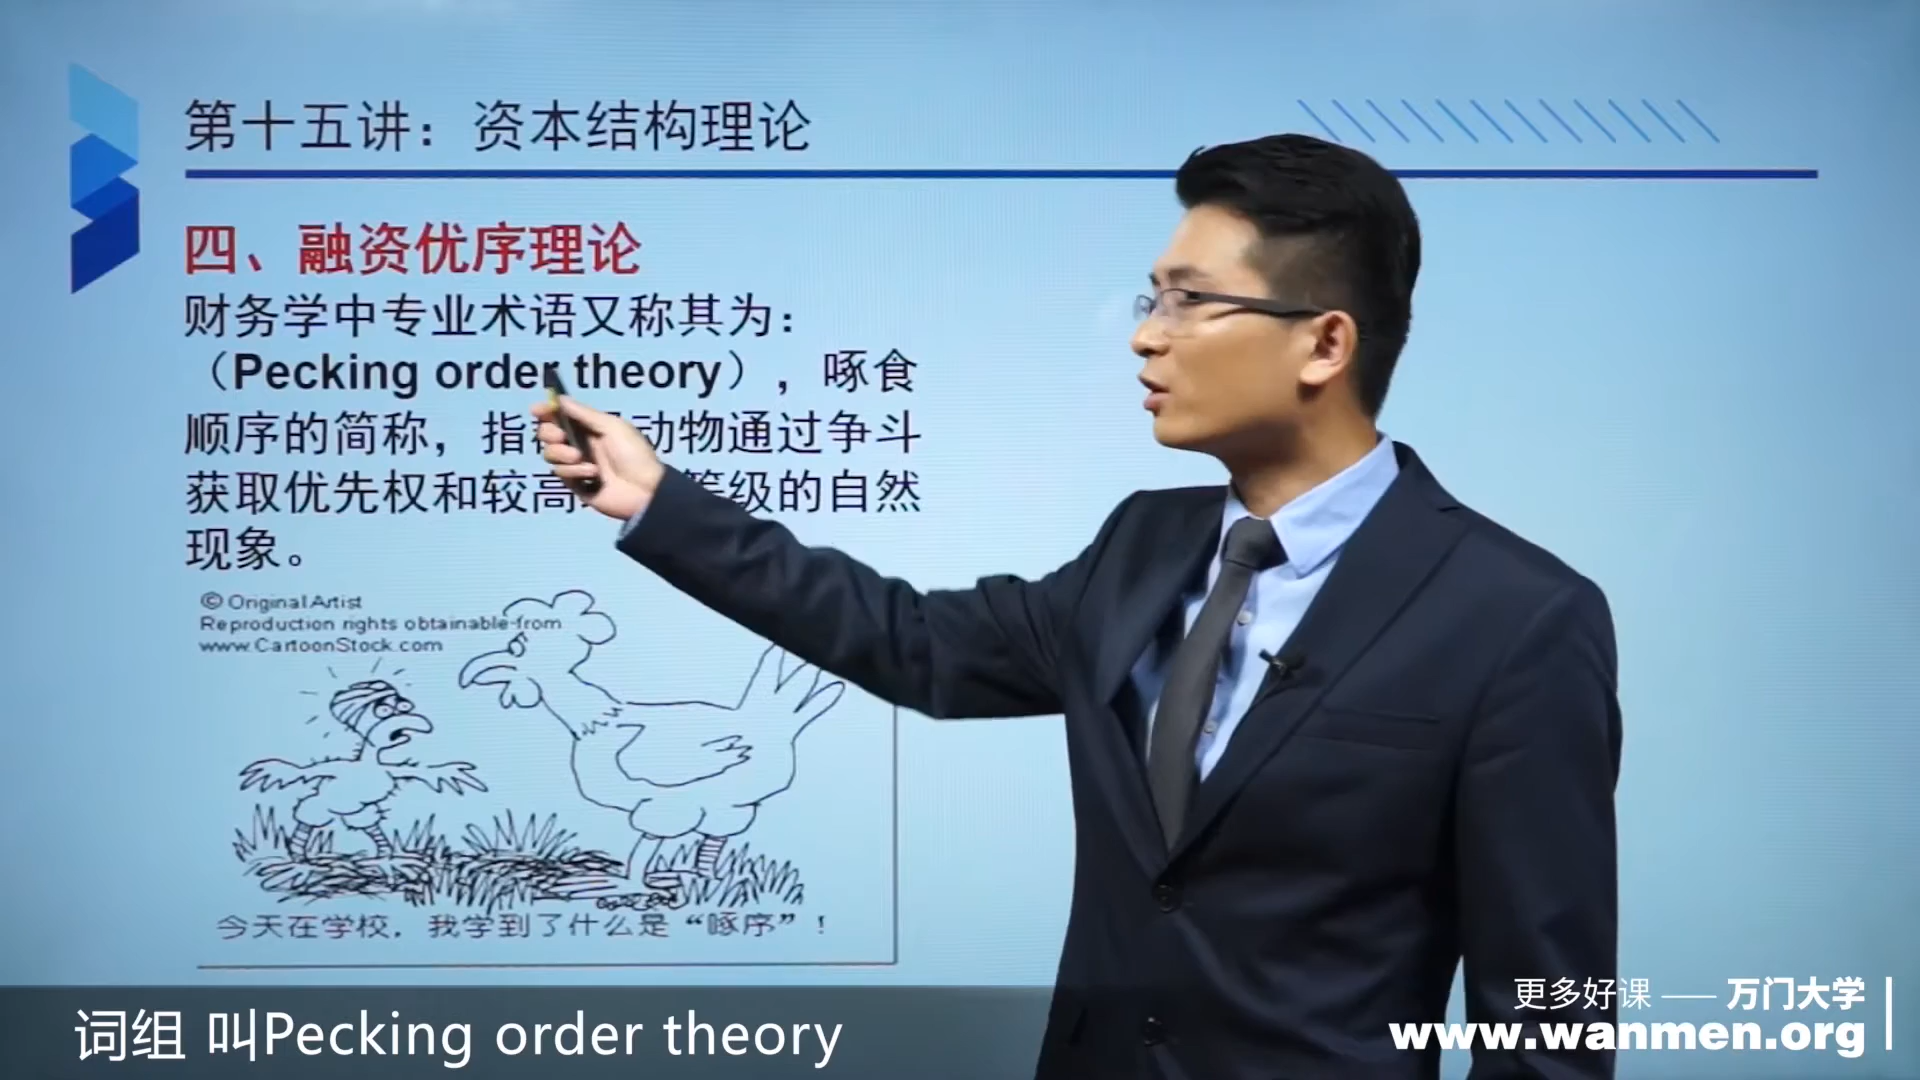 第十五讲：资本结构理论
四、融资优序理论
财务学中专业术语又称其为：
（Pecking order theory），啄食
顺序的简称，指 动物通过争斗
获取优先权和较高 等级的自然
现象。
© Original Artist
Reproduction rights obtainable from
www.CartoonStock.com
今天在学校，我学到了什么是“啄序”！
词组 叫Pecking order theory
更多好课 —— 万门大学
www.wanmen.org